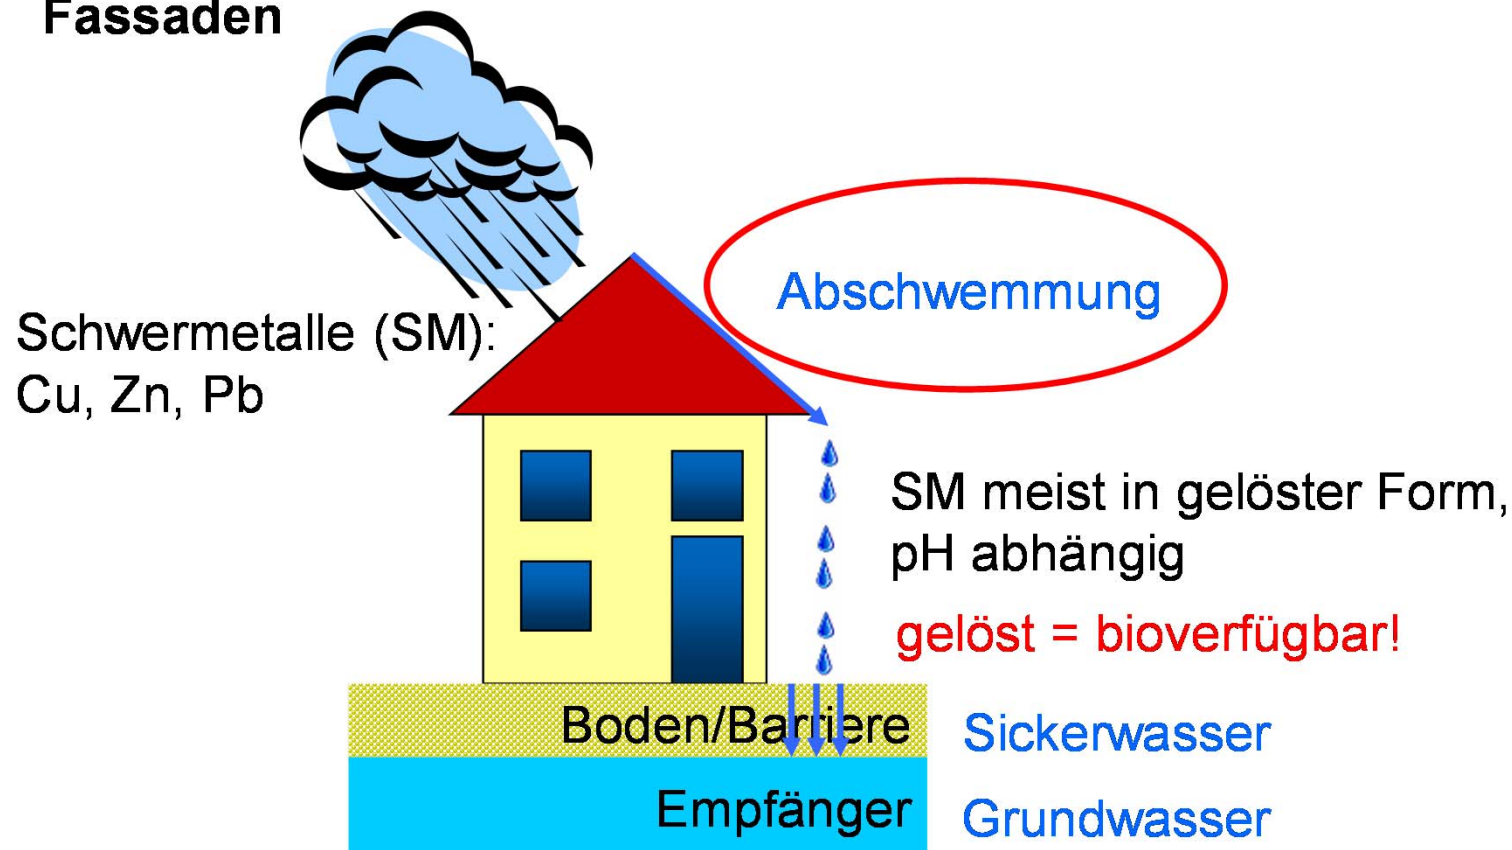 Fassaden
Abschwemmung
Schwermetalle (SM):
Cu, Zn, Pb
SM meist in gelöster Form,
pH abhängig
gelöst = bioverfügbar!
Boden/Barriere
Sickerwasser
Empfänger
Grundwasser